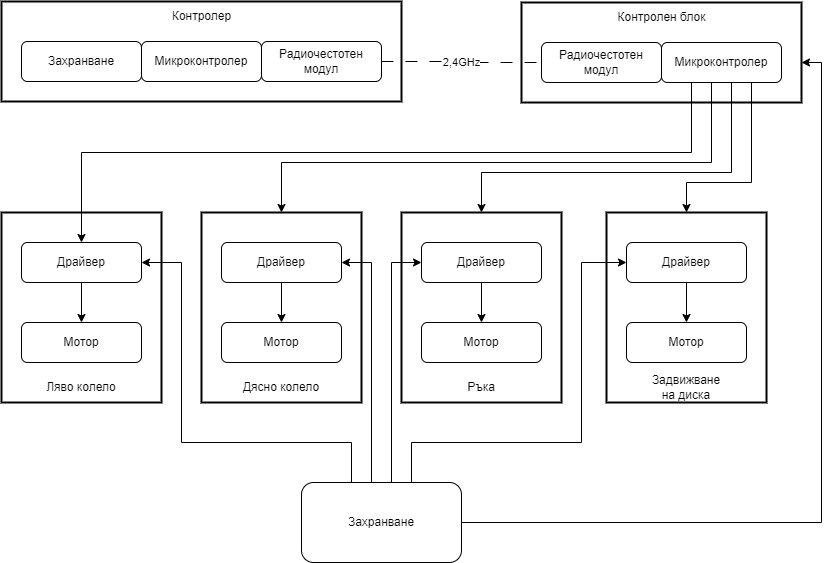 Контролер
Захранване
Микроконтролер
Радиочестотен
модул
2,4GHz
Контролен блок
Радиочестотен
модул
Микроконтролер
Драйвер
Мотор
Ляво колело
Драйвер
Мотор
Дясно колело
Драйвер
Мотор
Ръка
Драйвер
Мотор
Задвижване
на диска
Захранване